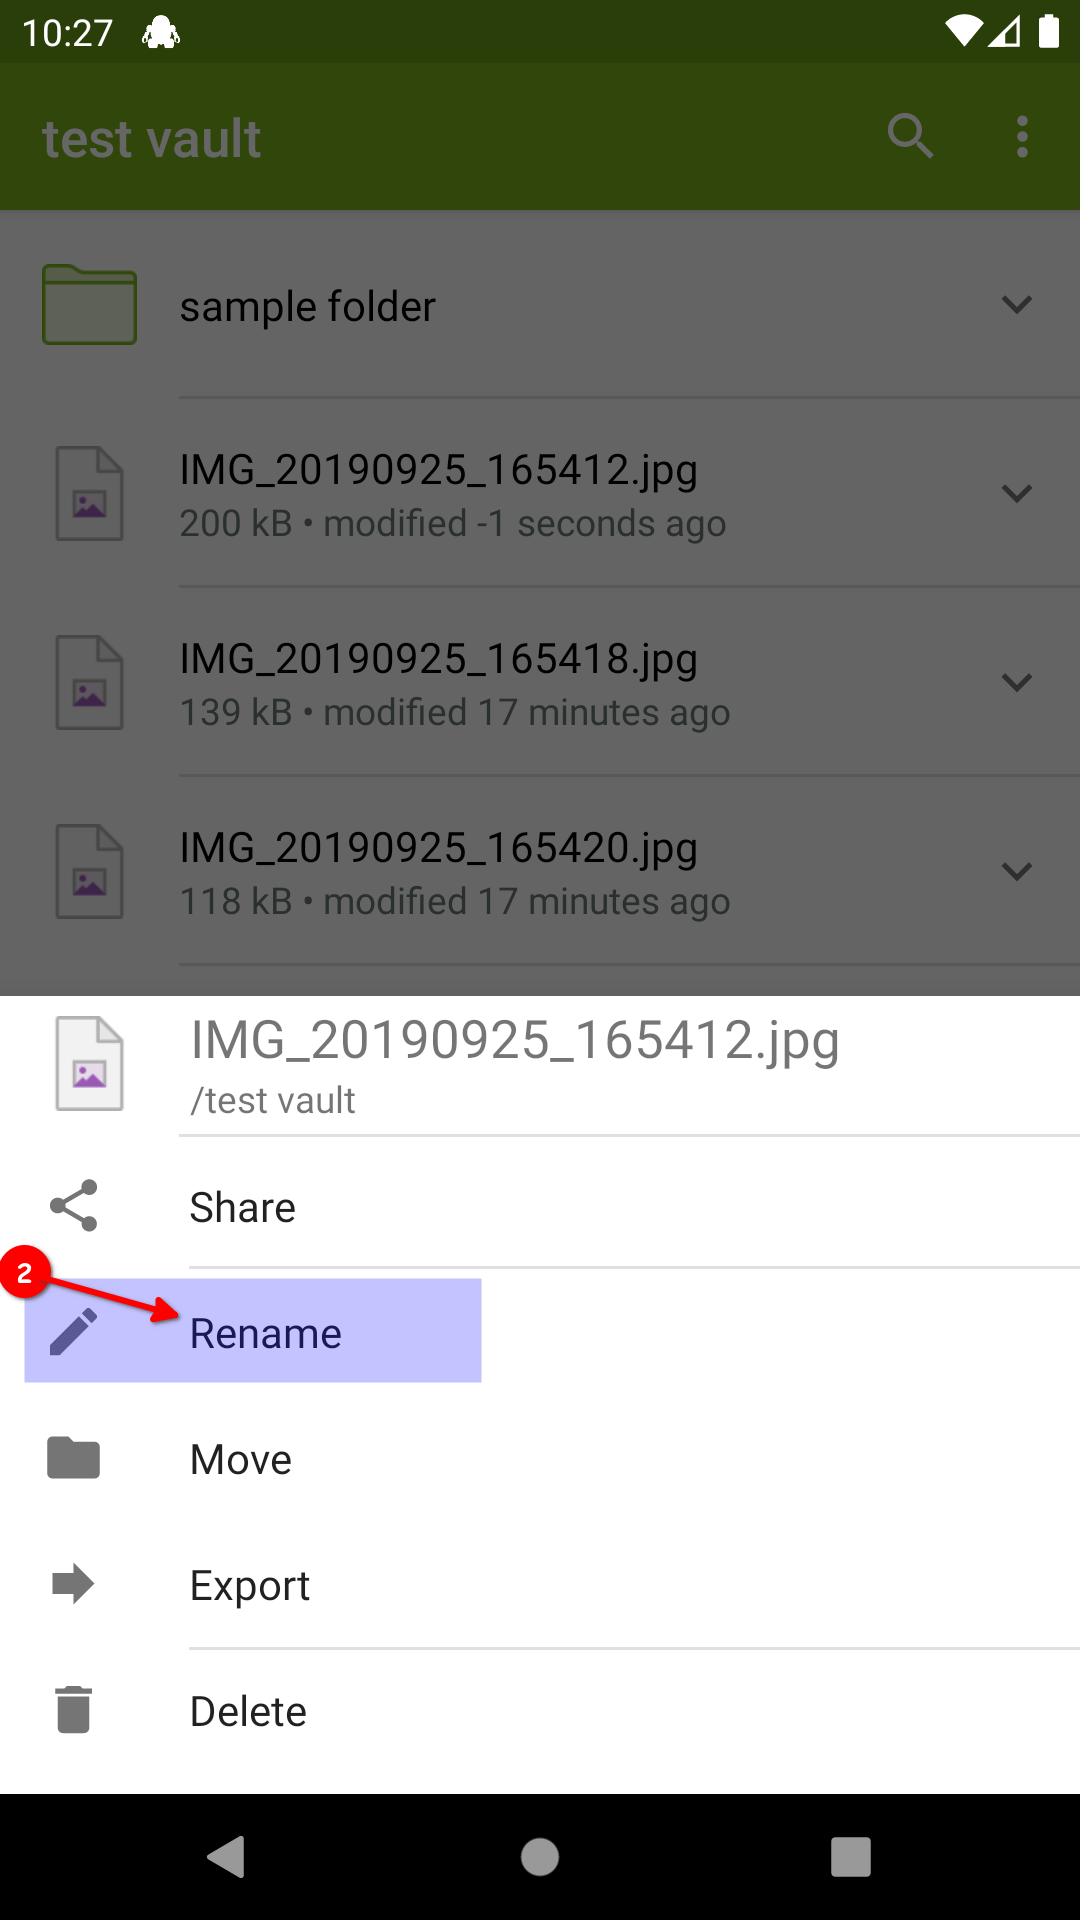 10:27
test vault
sample folder
IMG_20190925_165412.jpg
200 kB • modified -1 seconds ago
IMG_20190925_165418.jpg
139 kB • modified 17 minutes ago
IMG_20190925_165420.jpg
118 kB • modified 17 minutes ago
IMG_20190925_165412.jpg
/test vault
Share
2
Rename
Move
Export
Delete